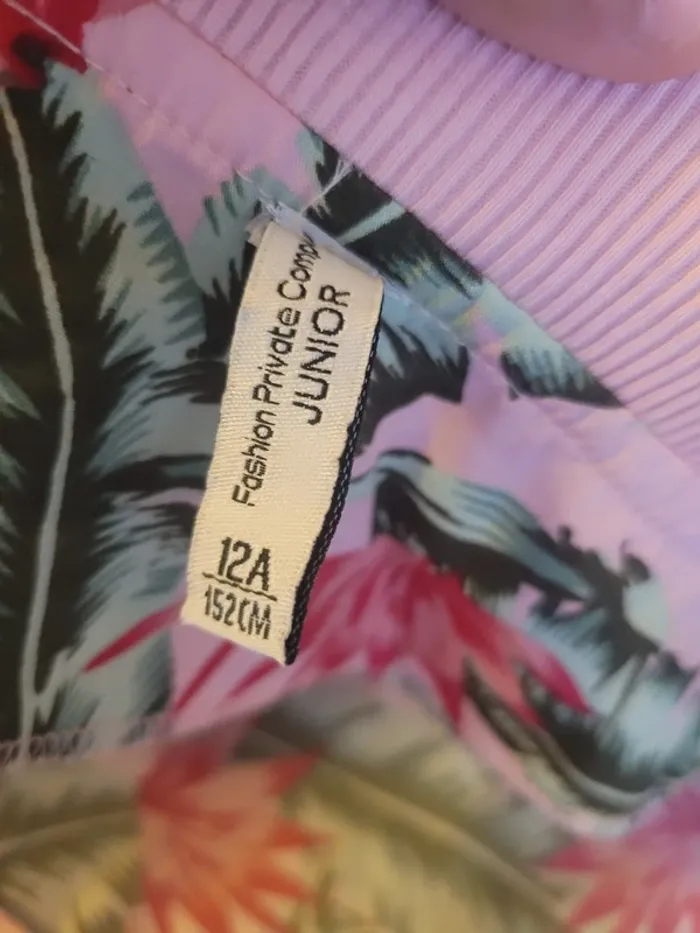 Fashion Private Comp
JUNIOR
12A
152CM